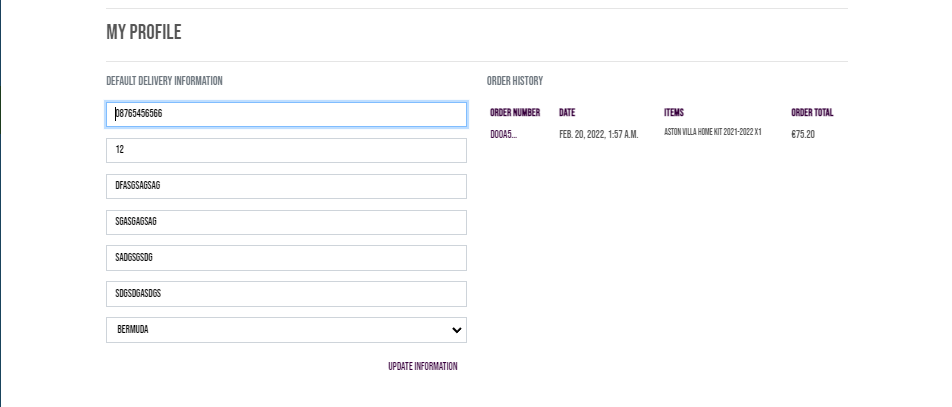 MY PROFILE
DEFAULT DELIVERY INFORMATION
08765456566
12
DFASGSAGSAG
SGASGAGSAG
SADGSGSDG
SDGSDGASDGS
BERMUDA
UPDATE INFORMATION
ORDER HISTORY
ORDER NUMBER DATE ITEMS ORDER TOTAL
D00A5... FEB. 20, 2022, 1:57 A.M. ASTON VILLA HOME KIT 2021-2022 X1 €75.20